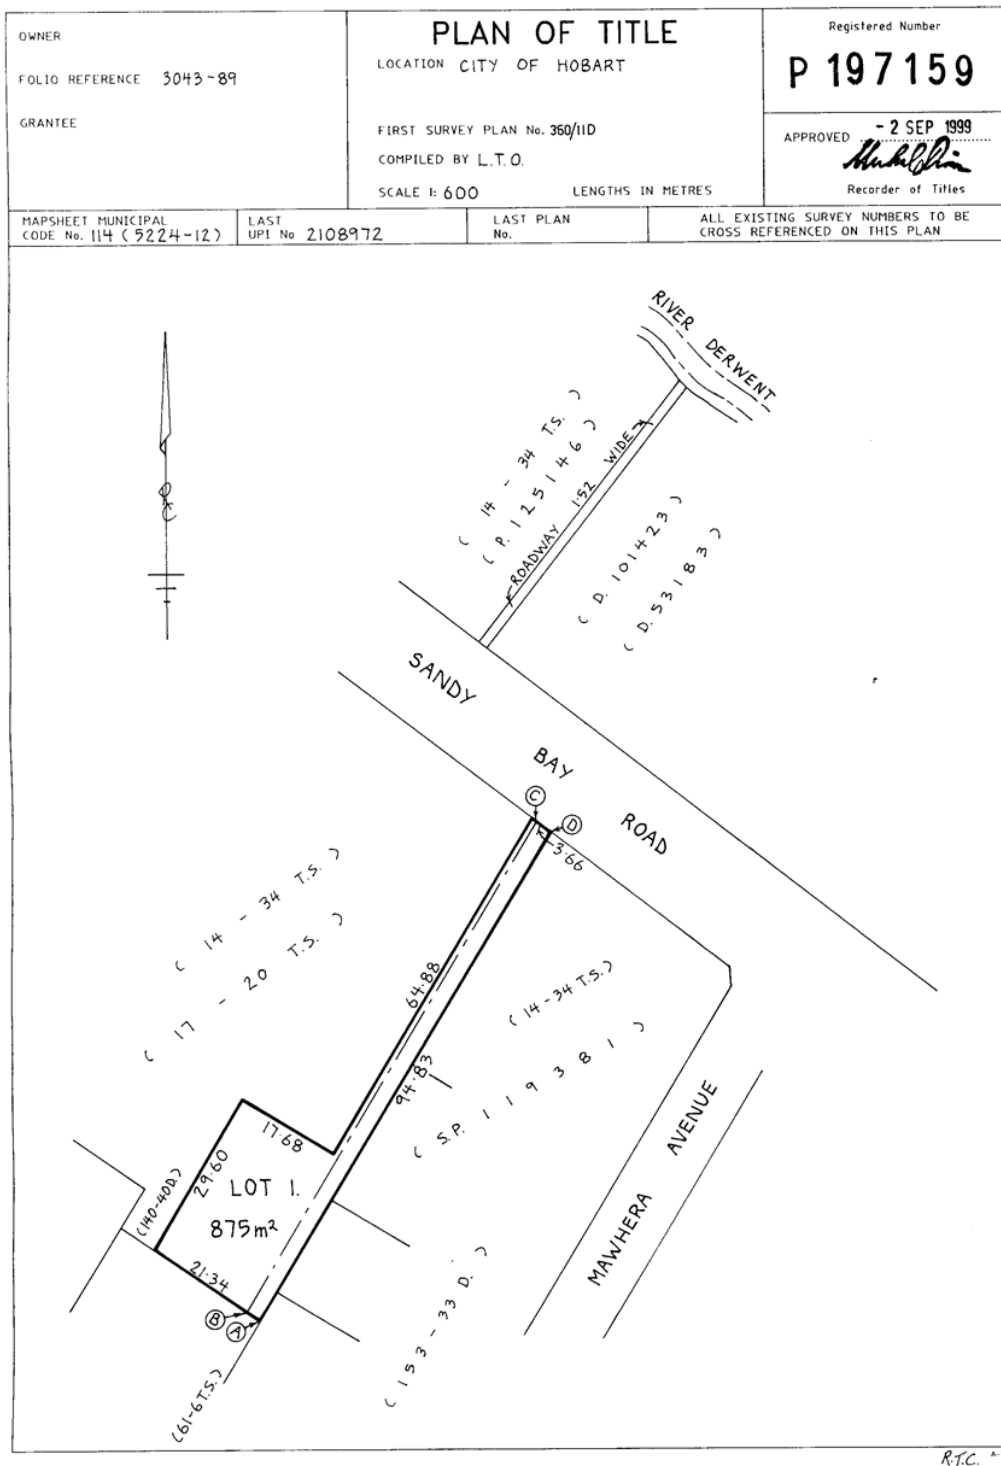 OWNER
FOLIO REFERENCE 3043-89
GRANTEE
PLAN OF TITLE
LOCATION CITY OF HOBART
FIRST SURVEY PLAN No. 360/11D
COMPILED BY L.T.O.
SCALE 1: 600 LENGTHS IN METRES
Registered Number
P 197159
APPROVED - 2 SEP 1999
Recorder of Titles
MAPSHEET MUNICIPAL
CODE No. 114 (5224-12)
LAST
UPI No 2108972
LAST PLAN
No.
ALL EXISTING SURVEY NUMBERS TO BE
CROSS REFERENCED ON THIS PLAN
RIVER DERWENT
(14 - 34 T.S.)
(P.125146)
ROADWAY 1·52 WIDE
(D.101423)
(D.53183)
SANDY BAY ROAD
C
D
3·66
(14 - 34 T.S.)
(17 - 20 T.S.)
64·88
94·83
(14-34 T.S.)
(S.P. 119381)
17·68
29·60
LOT 1.
875m²
(140-40D.)
21·34
B
A
(61-6T.S.)
(153-33 D.)
MAWHERA AVENUE
R.T.C.